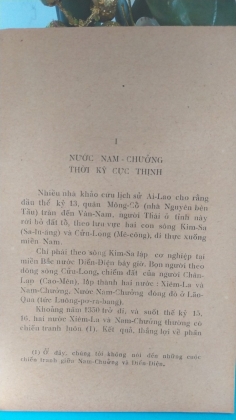 I
NƯỚC NAM-CHƯỞNG
THỜI KỲ CỰC THỊNH
Nhiều nhà khảo cứu lịch sử Ai-Lao cho rằng
đầu thế kỷ 13, quân Mông-Cổ (nhà Nguyên bên
Tàu) tràn đến Vân-Nam, người Thái ở tỉnh này
rời bỏ đất tổ, theo lưu vực hai con sông Kim-Sa
(Sa-lu-âng) và Cửu-Long (Mê-công), di thực xuống
miền Nam.
Chi phái theo sông Kim-Sa lập cơ nghiệp tại
miền Bắc nước Diến-Điện bây giờ. Bọn người theo
dòng sông Cửu-Long, chiếm đất của người Chân-
Lạp (Cao-Mên), lập thành hai nước: Xiêm-La và
Nam-Chưởng. Nước Nam-Chưởng đóng đô ở Lão-
Qua (tức Luông-pơ-ra-bang).
Khoảng năm 1350 trở đi, và suốt thế kỷ 15,
16, hai nước Xiêm-La và Nam-Chưởng thường có
chiến tranh luôn (1). Kết quả, thắng lợi về phần
(1) Ở đây, chúng tôi không nói đến những cuộc
chiến tranh giữa Nam-Chưởng và Diến-Điện.